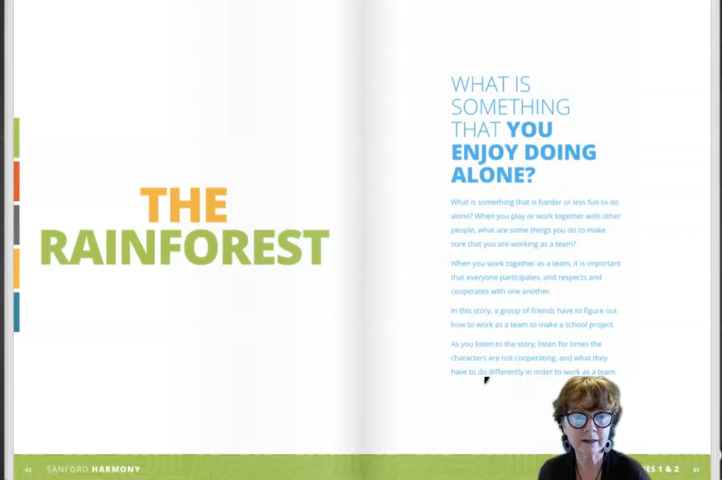 THE
RAINFOREST
62 SANFORD HARMONY
WHAT IS
SOMETHING
THAT YOU
ENJOY DOING
ALONE?
What is something that is harder or less fun to do
alone? When you play or work together with other
people, what are some things you do to make
sure that you are working as a team?
When you work together as a team, it is important
that everyone participates, and respects and
cooperates with one another.
In this story, a group of friends have to figure out
how to work as a team to make a school project
As you listen to the story, listen for times the
characters are not cooperating, and what they
have to do differently in order to work as a team.
1 & 2 63